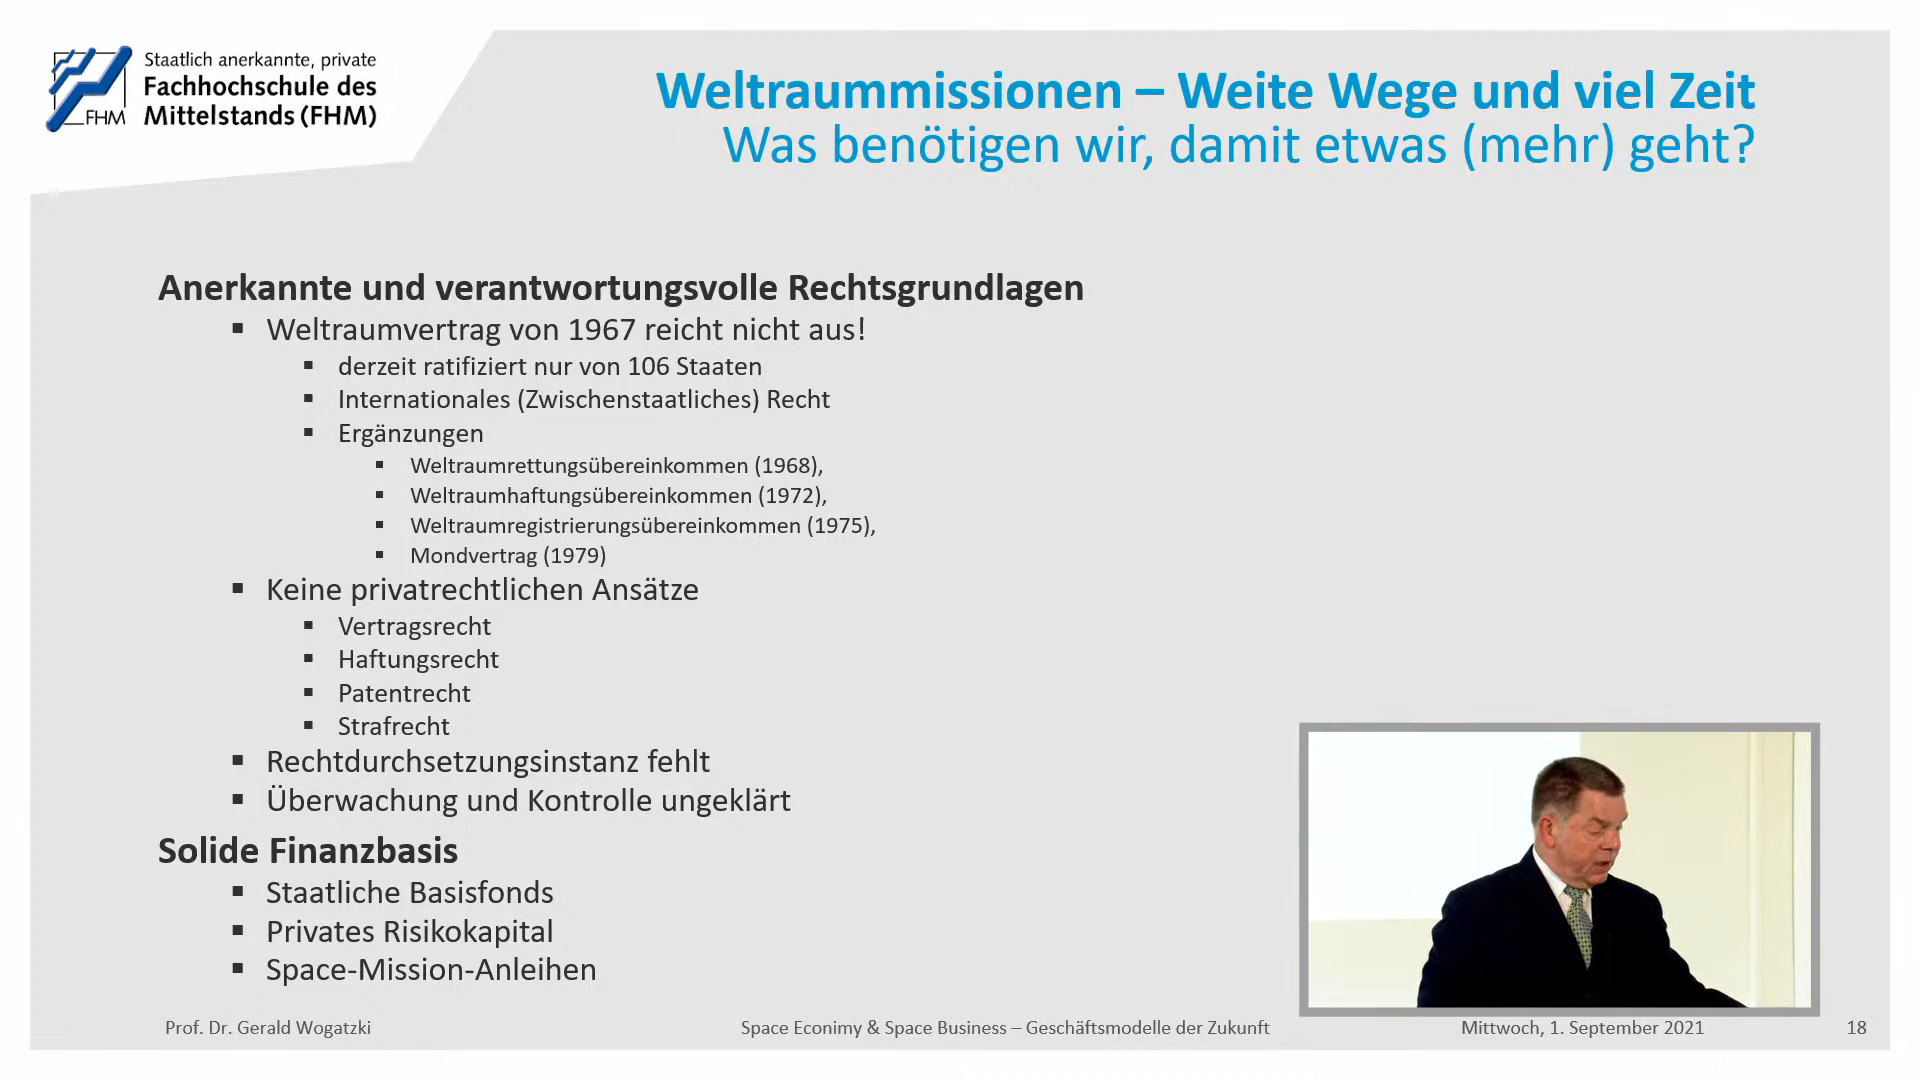 Staatlich anerkannte, private
Fachhochschule des
Mittelstands (FHM)
FHM
Weltraummissionen – Weite Wege und viel Zeit
Was benötigen wir, damit etwas (mehr) geht?
Anerkannte und verantwortungsvolle Rechtsgrundlagen
▪ Weltraumvertrag von 1967 reicht nicht aus!
▪ derzeit ratifiziert nur von 106 Staaten
▪ Internationales (Zwischenstaatliches) Recht
▪ Ergänzungen
▪ Weltraumrettungsübereinkommen (1968),
▪ Weltraumhaftungsübereinkommen (1972),
▪ Weltraumregistrierungsübereinkommen (1975),
▪ Mondvertrag (1979)
▪ Keine privatrechtlichen Ansätze
▪ Vertragsrecht
▪ Haftungsrecht
▪ Patentrecht
▪ Strafrecht
▪ Rechtdurchsetzungsinstanz fehlt
▪ Überwachung und Kontrolle ungeklärt
Solide Finanzbasis
▪ Staatliche Basisfonds
▪ Privates Risikokapital
▪ Space-Mission-Anleihen
Prof. Dr. Gerald Wogatzki
Space Econimy & Space Business – Geschäftsmodelle der Zukunft
Mittwoch, 1. September 2021
18